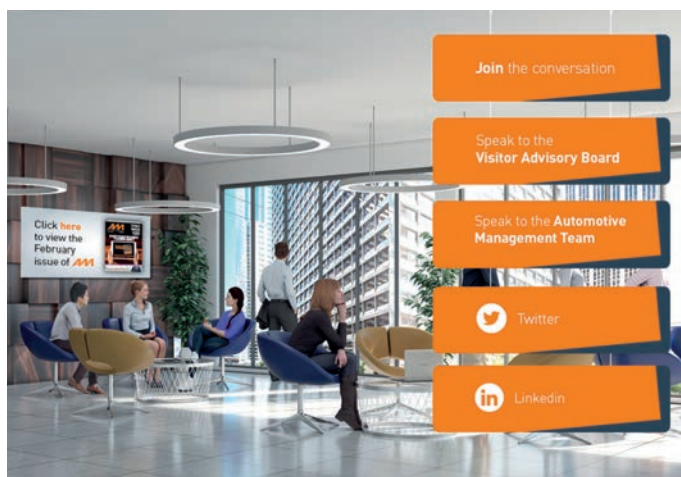 Join the conversation
Speak to the
Visitor Advisory Board
Speak to the Automotive
Management Team
Twitter
in Linkedin
Click here
to view the
February
issue of AM